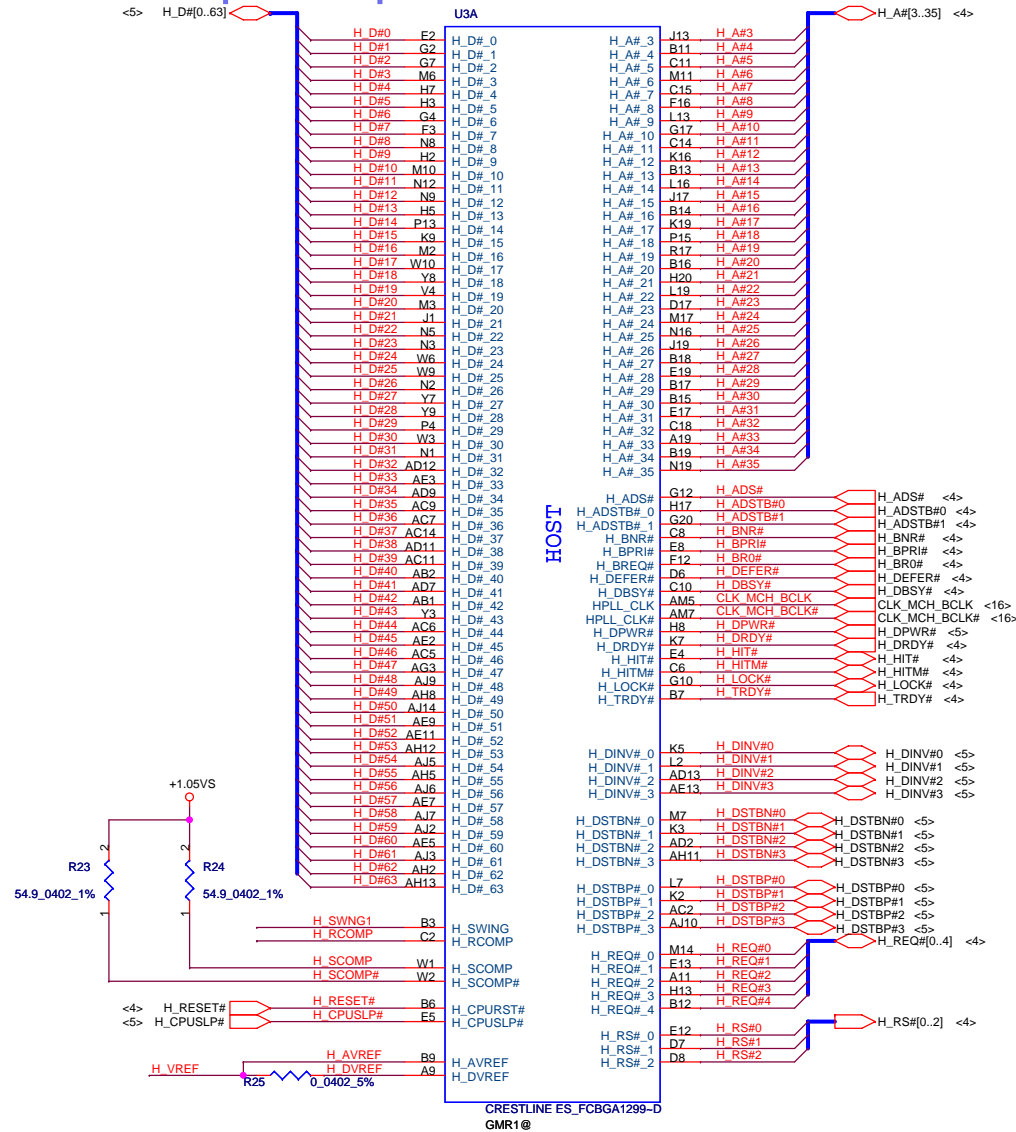 <5> H_D#[0..63]
U3A
H_A#[3..35] <4>
H_D#0 E2 H_D#_0
H_D#1 G2 H_D#_1
H_D#2 G7 H_D#_2
H_D#3 M6 H_D#_3
H_D#4 H7 H_D#_4
H_D#5 H3 H_D#_5
H_D#6 G4 H_D#_6
H_D#7 F3 H_D#_7
H_D#8 N8 H_D#_8
H_D#9 H2 H_D#_9
H_D#10 M10 H_D#_10
H_D#11 N12 H_D#_11
H_D#12 N9 H_D#_12
H_D#13 H5 H_D#_13
H_D#14 P13 H_D#_14
H_D#15 K9 H_D#_15
H_D#16 M2 H_D#_16
H_D#17 W10 H_D#_17
H_D#18 Y8 H_D#_18
H_D#19 V4 H_D#_19
H_D#20 M3 H_D#_20
H_D#21 J1 H_D#_21
H_D#22 N5 H_D#_22
H_D#23 N3 H_D#_23
H_D#24 W6 H_D#_24
H_D#25 W9 H_D#_25
H_D#26 N2 H_D#_26
H_D#27 Y7 H_D#_27
H_D#28 Y9 H_D#_28
H_D#29 P4 H_D#_29
H_D#30 W3 H_D#_30
H_D#31 N1 H_D#_31
H_D#32 AD12 H_D#_32
H_D#33 AE3 H_D#_33
H_D#34 AD9 H_D#_34
H_D#35 AC9 H_D#_35
H_D#36 AC7 H_D#_36
H_D#37 AC14 H_D#_37
H_D#38 AD11 H_D#_38
H_D#39 AC11 H_D#_39
H_D#40 AB2 H_D#_40
H_D#41 AD7 H_D#_41
H_D#42 AB1 H_D#_42
H_D#43 Y3 H_D#_43
H_D#44 AC6 H_D#_44
H_D#45 AE2 H_D#_45
H_D#46 AC5 H_D#_46
H_D#47 AG3 H_D#_47
H_D#48 AJ9 H_D#_48
H_D#49 AH8 H_D#_49
H_D#50 AJ14 H_D#_50
H_D#51 AE9 H_D#_51
H_D#52 AE11 H_D#_52
H_D#53 AH12 H_D#_53
H_D#54 AJ5 H_D#_54
H_D#55 AH5 H_D#_55
H_D#56 AJ6 H_D#_56
H_D#57 AE7 H_D#_57
H_D#58 AJ7 H_D#_58
H_D#59 AJ2 H_D#_59
H_D#60 AE5 H_D#_60
H_D#61 AJ3 H_D#_61
H_D#62 AH2 H_D#_62
H_D#63 AH13 H_D#_63
+1.05VS
2 2
R23 R24
54.9_0402_1% 54.9_0402_1%
1 1
H_SWNG1 B3 H_SWING
H_RCOMP C2 H_RCOMP
H_SCOMP W1 H_SCOMP
H_SCOMP# W2 H_SCOMP#
<4> H_RESET# H_RESET# B6 H_CPURST#
<5> H_CPUSLP# H_CPUSLP# E5 H_CPUSLP#
H_AVREF B9 H_AVREF
H_VREF H_DVREF A9 H_DVREF
R25 0_0402_5%
HOST
H_A#_3 J13 H_A#3
H_A#_4 B11 H_A#4
H_A#_5 C11 H_A#5
H_A#_6 M11 H_A#6
H_A#_7 C15 H_A#7
H_A#_8 F16 H_A#8
H_A#_9 L13 H_A#9
H_A#_10 G17 H_A#10
H_A#_11 C14 H_A#11
H_A#_12 K16 H_A#12
H_A#_13 B13 H_A#13
H_A#_14 L16 H_A#14
H_A#_15 J17 H_A#15
H_A#_16 B14 H_A#16
H_A#_17 K19 H_A#17
H_A#_18 P15 H_A#18
H_A#_19 R17 H_A#19
H_A#_20 B16 H_A#20
H_A#_21 H20 H_A#21
H_A#_22 L19 H_A#22
H_A#_23 D17 H_A#23
H_A#_24 M17 H_A#24
H_A#_25 N16 H_A#25
H_A#_26 J19 H_A#26
H_A#_27 B18 H_A#27
H_A#_28 E19 H_A#28
H_A#_29 B17 H_A#29
H_A#_30 B15 H_A#30
H_A#_31 E17 H_A#31
H_A#_32 C18 H_A#32
H_A#_33 A19 H_A#33
H_A#_34 B19 H_A#34
H_A#_35 N19 H_A#35
H_ADS# G12 H_ADS# H_ADS# <4>
H_ADSTB#_0 H17 H_ADSTB#0 H_ADSTB#0 <4>
H_ADSTB#_1 G20 H_ADSTB#1 H_ADSTB#1 <4>
H_BNR# C8 H_BNR# H_BNR# <4>
H_BPRI# E8 H_BPRI# H_BPRI# <4>
H_BREQ# F12 H_BR0# H_BR0# <4>
H_DEFER# D6 H_DEFER# H_DEFER# <4>
H_DBSY# C10 H_DBSY# H_DBSY# <4>
HPLL_CLK AM5 CLK_MCH_BCLK CLK_MCH_BCLK <16>
HPLL_CLK# AM7 CLK_MCH_BCLK# CLK_MCH_BCLK# <16>
H_DPWR# H8 H_DPWR# H_DPWR# <5>
H_DRDY# K7 H_DRDY# H_DRDY# <4>
H_HIT# E4 H_HIT# H_HIT# <4>
H_HITM# C6 H_HITM# H_HITM# <4>
H_LOCK# G10 H_LOCK# H_LOCK# <4>
H_TRDY# B7 H_TRDY# H_TRDY# <4>
H_DINV#_0 K5 H_DINV#0 H_DINV#0 <5>
H_DINV#_1 L2 H_DINV#1 H_DINV#1 <5>
H_DINV#_2 AD13 H_DINV#2 H_DINV#2 <5>
H_DINV#_3 AE13 H_DINV#3 H_DINV#3 <5>
H_DSTBN#_0 M7 H_DSTBN#0 H_DSTBN#0 <5>
H_DSTBN#_1 K3 H_DSTBN#1 H_DSTBN#1 <5>
H_DSTBN#_2 AD2 H_DSTBN#2 H_DSTBN#2 <5>
H_DSTBN#_3 AH11 H_DSTBN#3 H_DSTBN#3 <5>
H_DSTBP#_0 L7 H_DSTBP#0 H_DSTBP#0 <5>
H_DSTBP#_1 K2 H_DSTBP#1 H_DSTBP#1 <5>
H_DSTBP#_2 AC2 H_DSTBP#2 H_DSTBP#2 <5>
H_DSTBP#_3 AJ10 H_DSTBP#3 H_DSTBP#3 <5>
H_REQ#[0..4] <4>
H_REQ#_0 M14 H_REQ#0
H_REQ#_1 E13 H_REQ#1
H_REQ#_2 A11 H_REQ#2
H_REQ#_3 H13 H_REQ#3
H_REQ#_4 B12 H_REQ#4
H_RS#[0..2] <4>
H_RS#_0 E12 H_RS#0
H_RS#_1 D7 H_RS#1
H_RS#_2 D8 H_RS#2
CRESTLINE ES_FCBGA1299~D
GMR1@